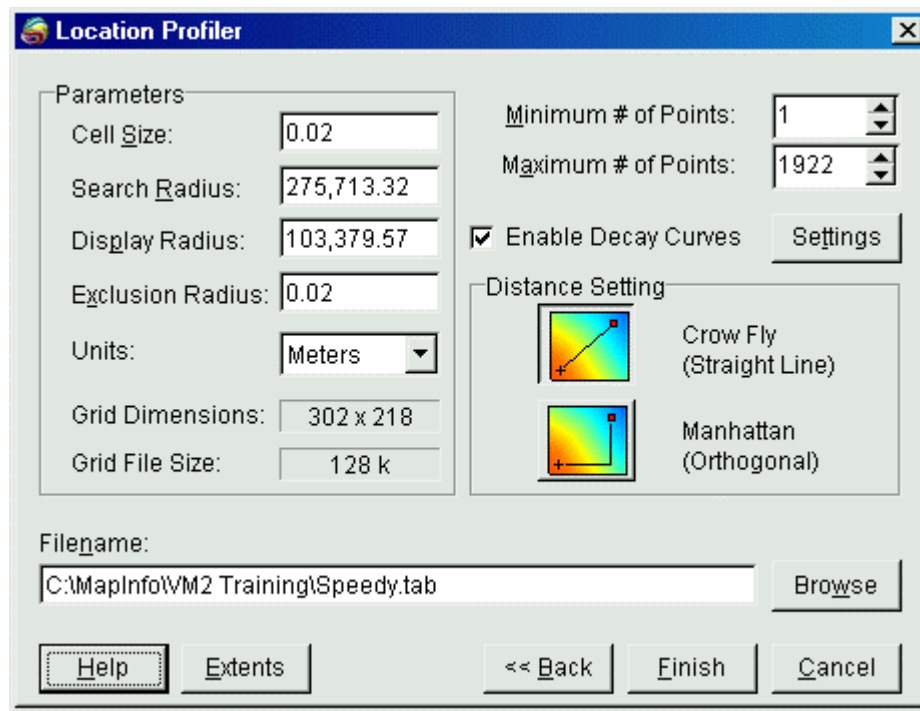 Location Profiler
Parameters
Cell Size: 0.02
Search Radius: 275,713.32
Display Radius: 103,379.57
Exclusion Radius: 0.02
Units: Meters
Grid Dimensions: 302 x 218
Grid File Size: 128 k
Minimum # of Points: 1
Maximum # of Points: 1922
Enable Decay Curves Settings
Distance Setting
Crow Fly
(Straight Line)
Manhattan
(Orthogonal)
Filename:
C:\MapInfo\VM2 Training\Speedy.tab Browse
Help Extents << Back Finish Cancel